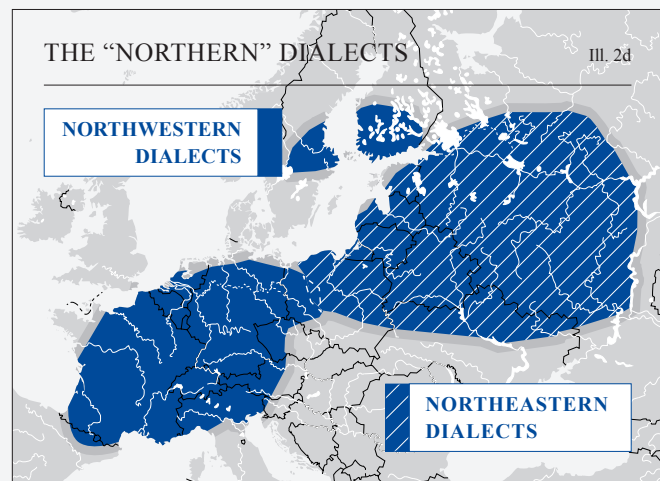 THE “NORTHERN” DIALECTS
Ill. 2d
NORTHWESTERN
DIALECTS
NORTHEASTERN
DIALECTS